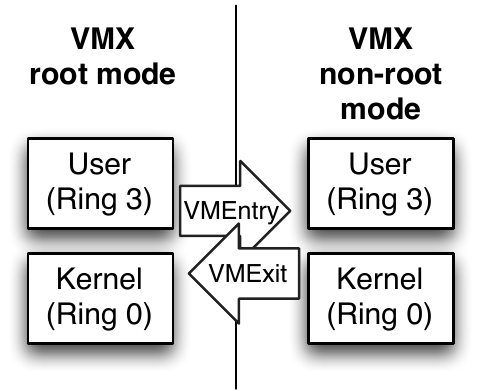 VMX
root mode
VMX
non-root
mode
User
(Ring 3)
VMEntry
User
(Ring 3)
Kernel
(Ring 0)
VMExit
Kernel
(Ring 0)